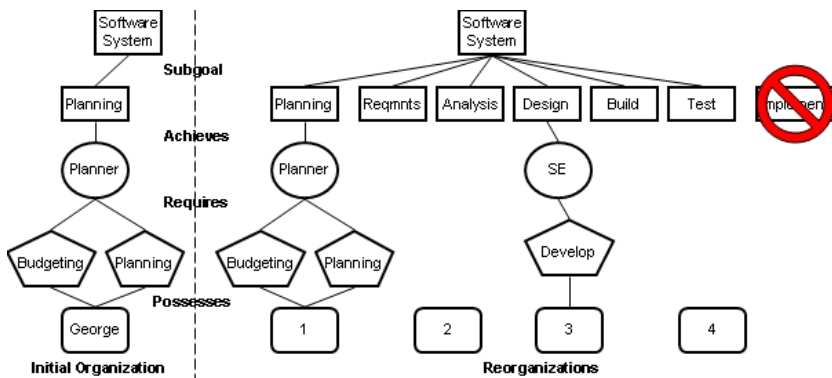 Software
System
Software
System
Subgoal
Planning
Planning
Reqmnts
Analysis
Design
Build
Test
Implement
Achieves
Planner
Planner
SE
Requires
Budgeting
Planning
Budgeting
Planning
Develop
Possesses
George
1
2
3
4
Initial Organization
Reorganizations